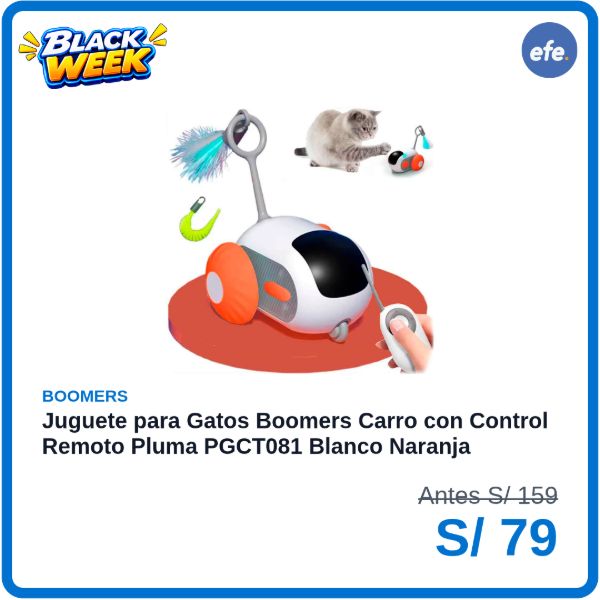 BLACK
WEEK
efe.
BOOMERS
Juguete para Gatos Boomers Carro con Control
Remoto Pluma PGCT081 Blanco Naranja
Antes S/ 159
S/ 79